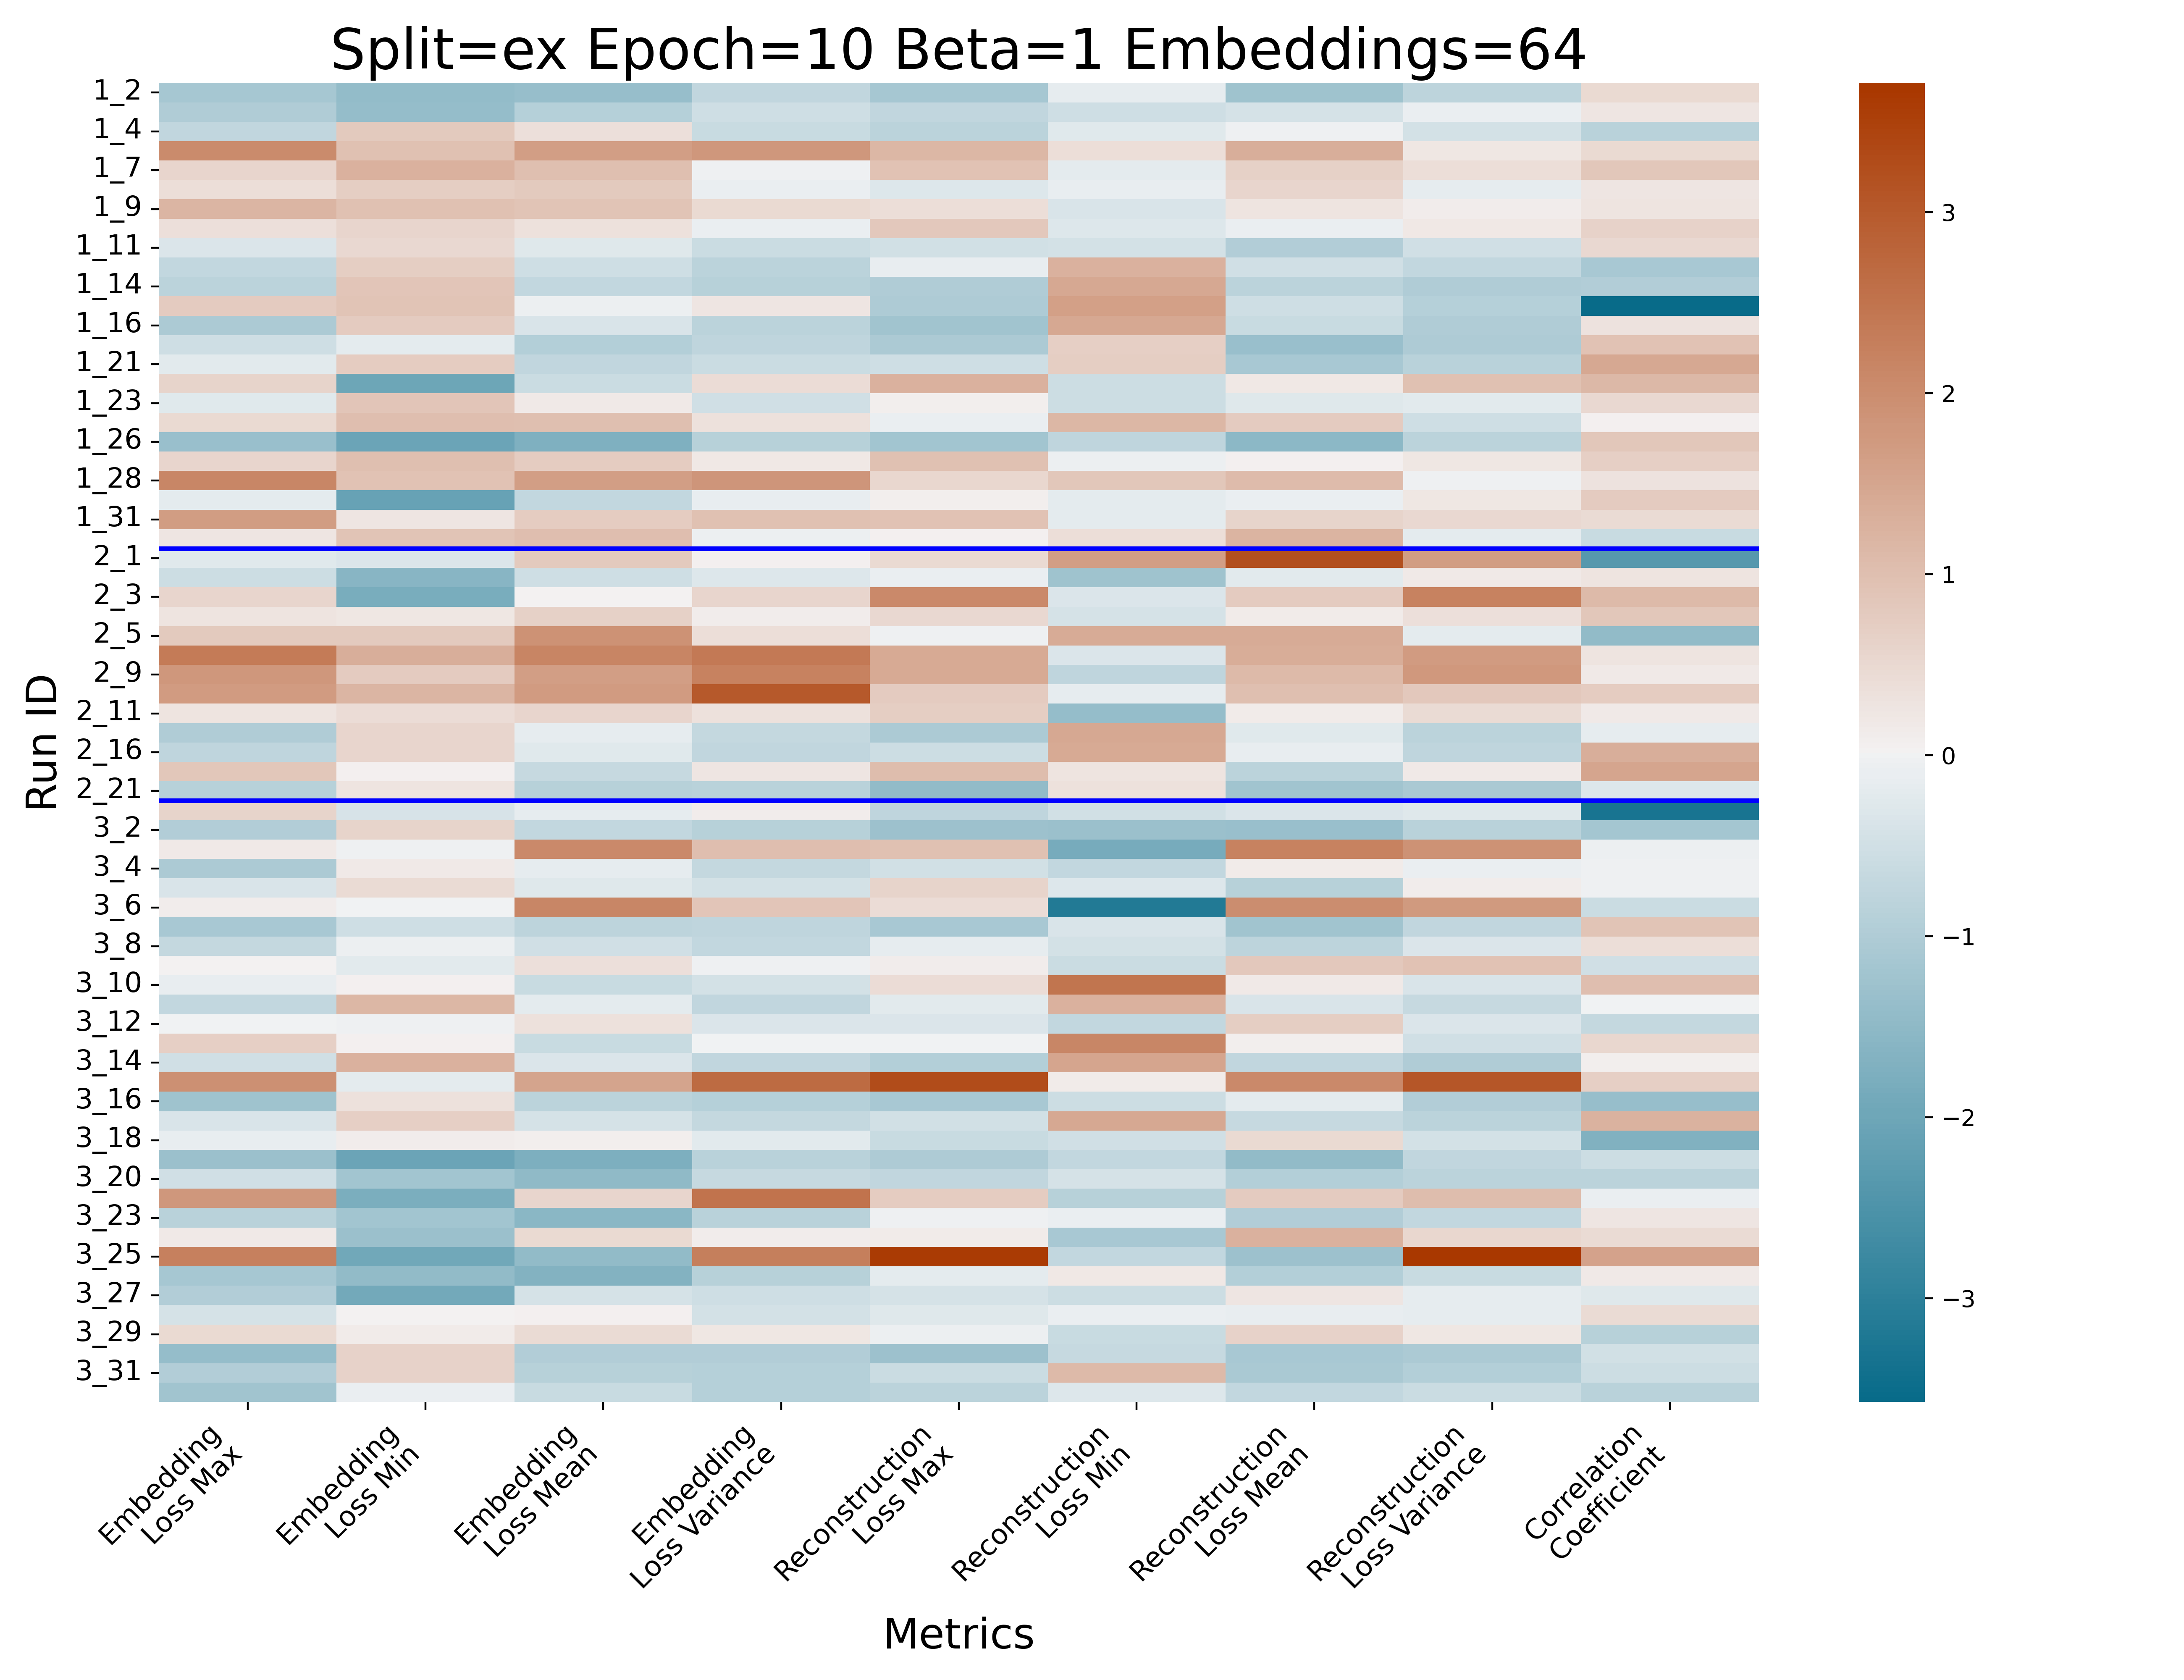 Split=ex Epoch=10 Beta=1 Embeddings=64
Run ID
1_2
1_4
1_7
1_9
1_11
1_14
1_16
1_21
1_23
1_26
1_28
1_31
2_1
2_3
2_5
2_9
2_11
2_16
2_21
3_2
3_4
3_6
3_8
3_10
3_12
3_14
3_16
3_18
3_20
3_23
3_25
3_27
3_29
3_31
3
2
1
0
−1
−2
−3
Embedding
Loss Max
Embedding
Loss Min
Embedding
Loss Mean
Embedding
Loss Variance
Reconstruction
Loss Max
Reconstruction
Loss Min
Reconstruction
Loss Mean
Reconstruction
Loss Variance
Correlation
Coefficient
Metrics